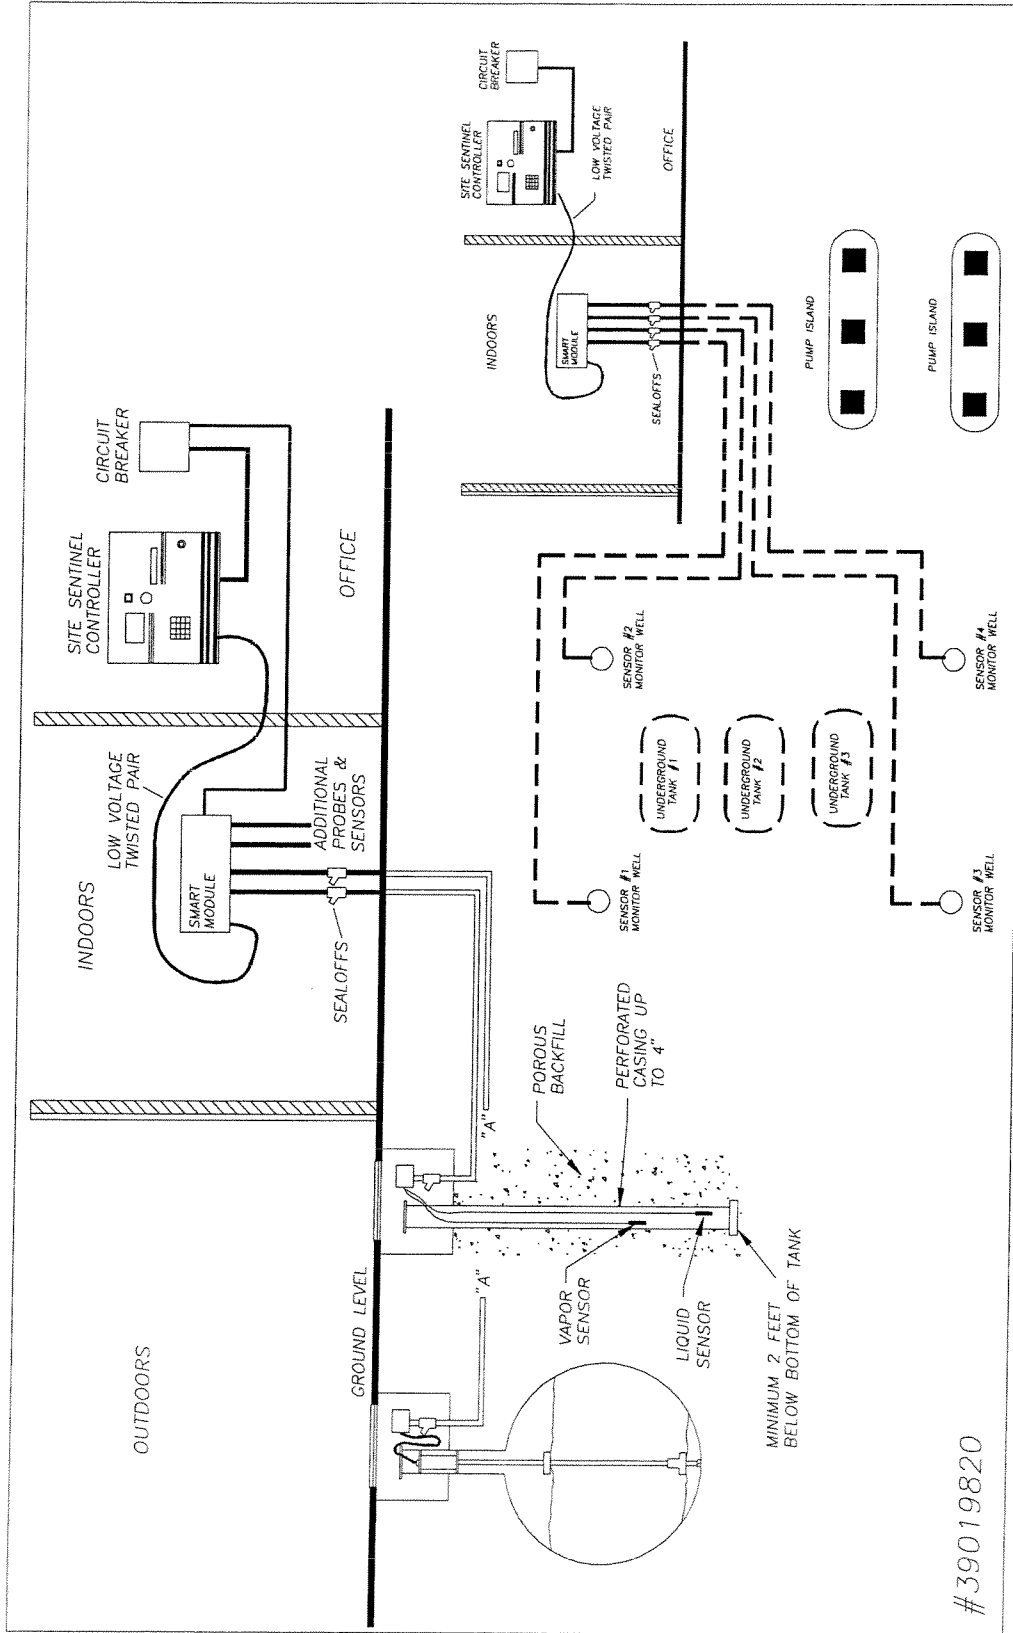 OUTDOORS
INDOORS
LOW VOLTAGE
TWISTED PAIR
SITE SENTINEL
CONTROLLER
CIRCUIT
BREAKER
SMART
MODULE
ADDITIONAL
PROBES &
SENSORS
SEALOFFS
OFFICE
GROUND LEVEL
"A"
"A"
POROUS
BACKFILL
PERFORATED
CASING UP
TO 4"
VAPOR
SENSOR
LIQUID
SENSOR
MINIMUM 2 FEET
BELOW BOTTOM OF TANK
#39019820
INDOORS
SITE SENTINEL
CONTROLLER
CIRCUIT
BREAKER
LOW VOLTAGE
TWISTED PAIR
SMART
MODULE
SEALOFFS
OFFICE
SENSOR #1
MONITOR WELL
SENSOR #2
MONITOR WELL
UNDERGROUND
TANK #1
UNDERGROUND
TANK #2
UNDERGROUND
TANK #3
SENSOR #3
MONITOR WELL
SENSOR #4
MONITOR WELL
PUMP ISLAND
PUMP ISLAND